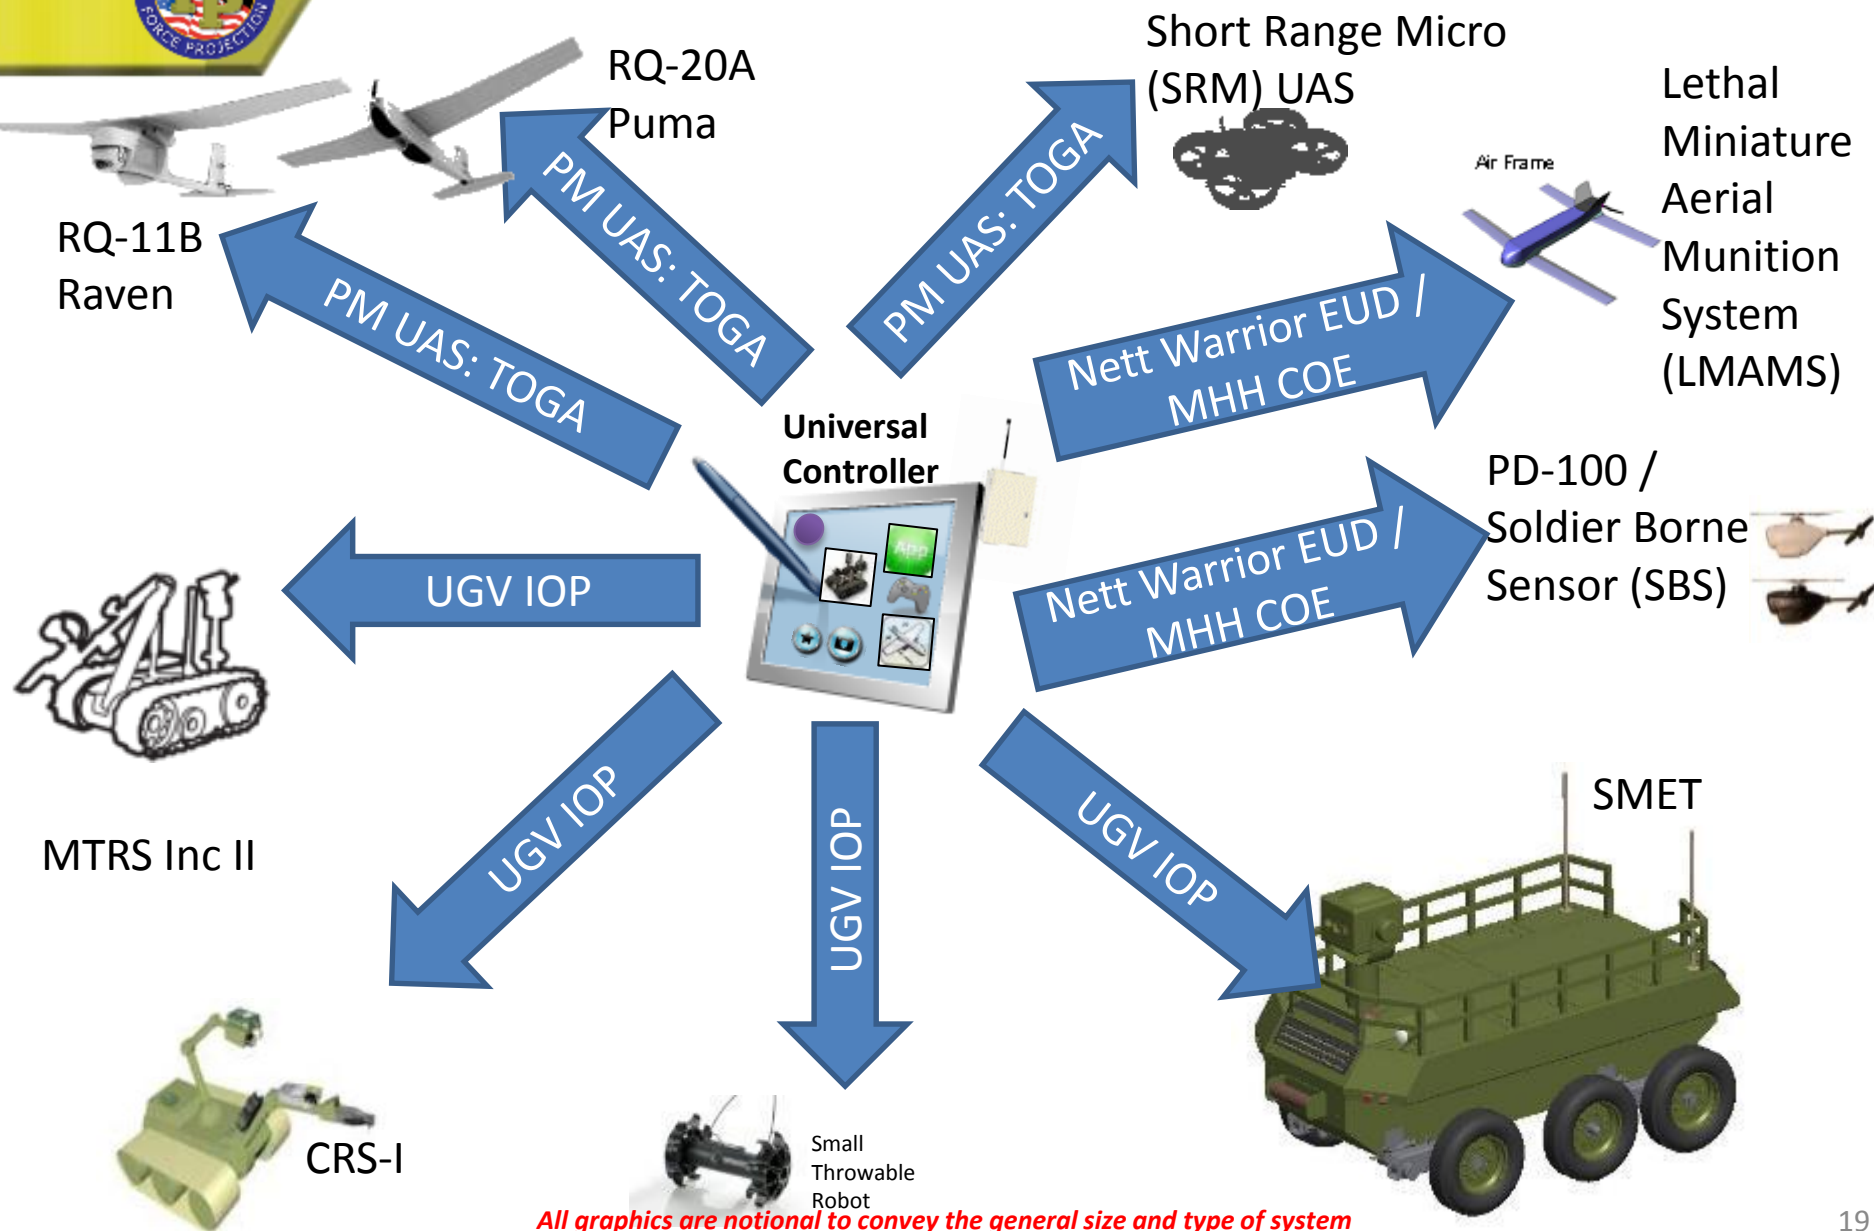 FORCE PROJECTION
RQ-20A
Puma
Short Range Micro
(SRM) UAS
Lethal
Miniature
Aerial
Munition
System
(LMAMS)
Air Frame
RQ-11B
Raven
PM UAS: TOGA
PM UAS: TOGA
PM UAS: TOGA
Nett Warrior EUD /
MHH COE
Universal
Controller
App
PD-100 /
Soldier Borne
Sensor (SBS)
Nett Warrior EUD /
MHH COE
UGV IOP
MTRS Inc II
UGV IOP
UGV IOP
UGV IOP
SMET
CRS-I
Small
Throwable
Robot
All graphics are notional to convey the general size and type of system
19